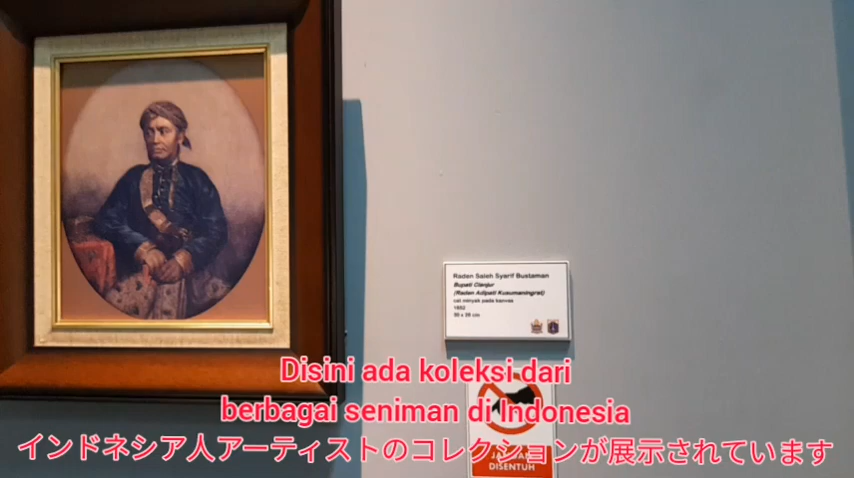 Raden Saleh Syarif Bustaman
Bupati Cianjur
(Raden Adipati Kusumaningrat)
cat minyak pada kanvas
1852
Disini ada koleksi dari
berbagai seniman di Indonesia
インドネシア人アーティストのコレクションが展示されています
DISENTUH